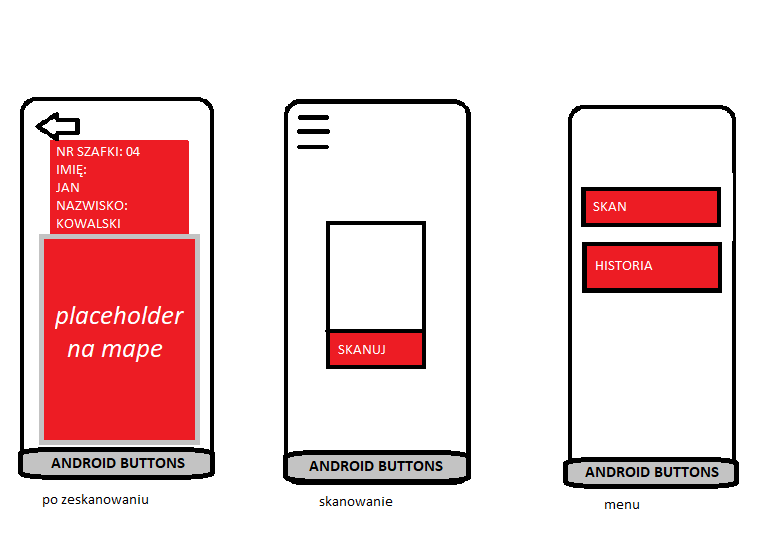 NR SZAFKI: 04
IMIĘ:
JAN
NAZWISKO:
KOWALSKI
placeholder
na mape
ANDROID BUTTONS
po zeskanowaniu
SKANUJ
ANDROID BUTTONS
skanowanie
SKAN
HISTORIA
ANDROID BUTTONS
menu